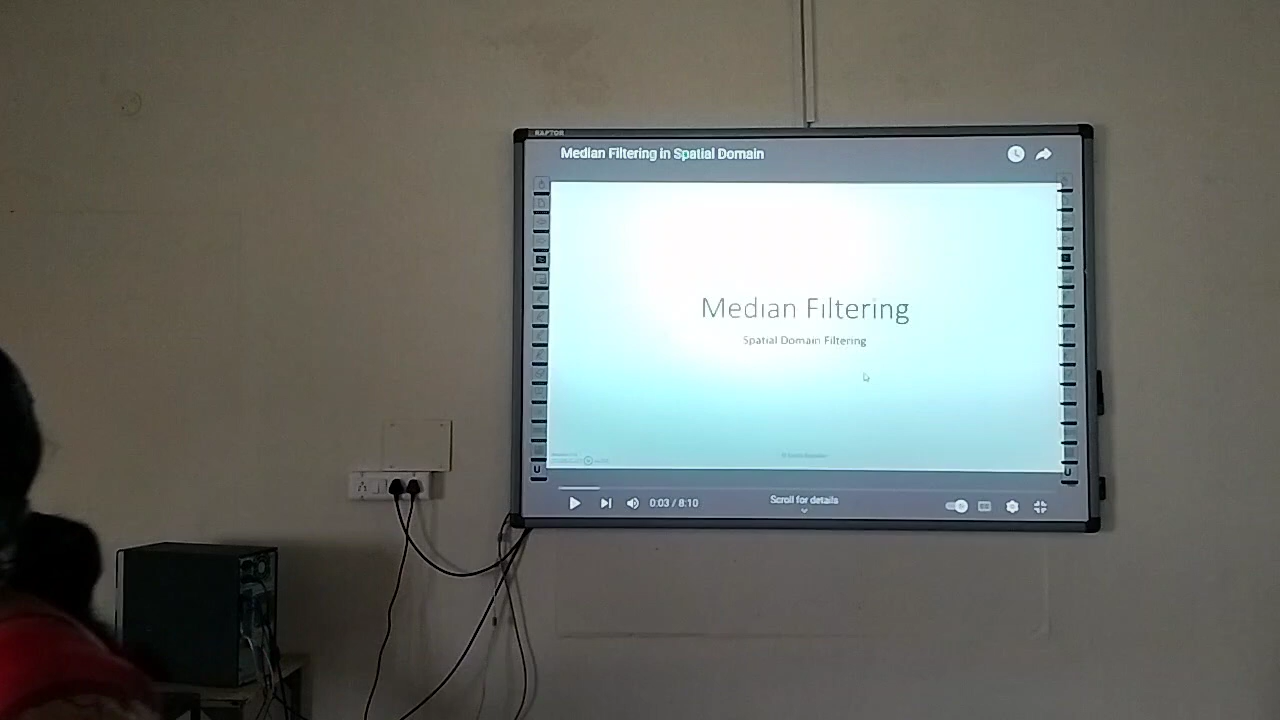 RAPTOR
Median Filtering in Spatial Domain
Median Filtering
Spatial Domain Filtering
0:03 / 8:10
Scroll for details